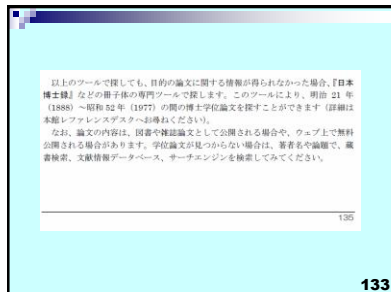 以上のツールで探しても、目的の論文に関する情報が得られなかった場合、『日本
博士録』などの冊子体の専門ツールで探します。このツールにより、明治 21 年
(1888) ～昭和 52 年 (1977) の間の博士学位論文を探すことができます（詳細は
本館レファレンスデスクへお尋ねください）。
なお、論文の内容は、図書や雑誌論文として公開される場合や、ウェブ上で無料
公開される場合があります。学位論文が見つからない場合は、著者名や論題で、蔵
書検索、文献情報データベース、サーチエンジンを検索してみてください。
135
133